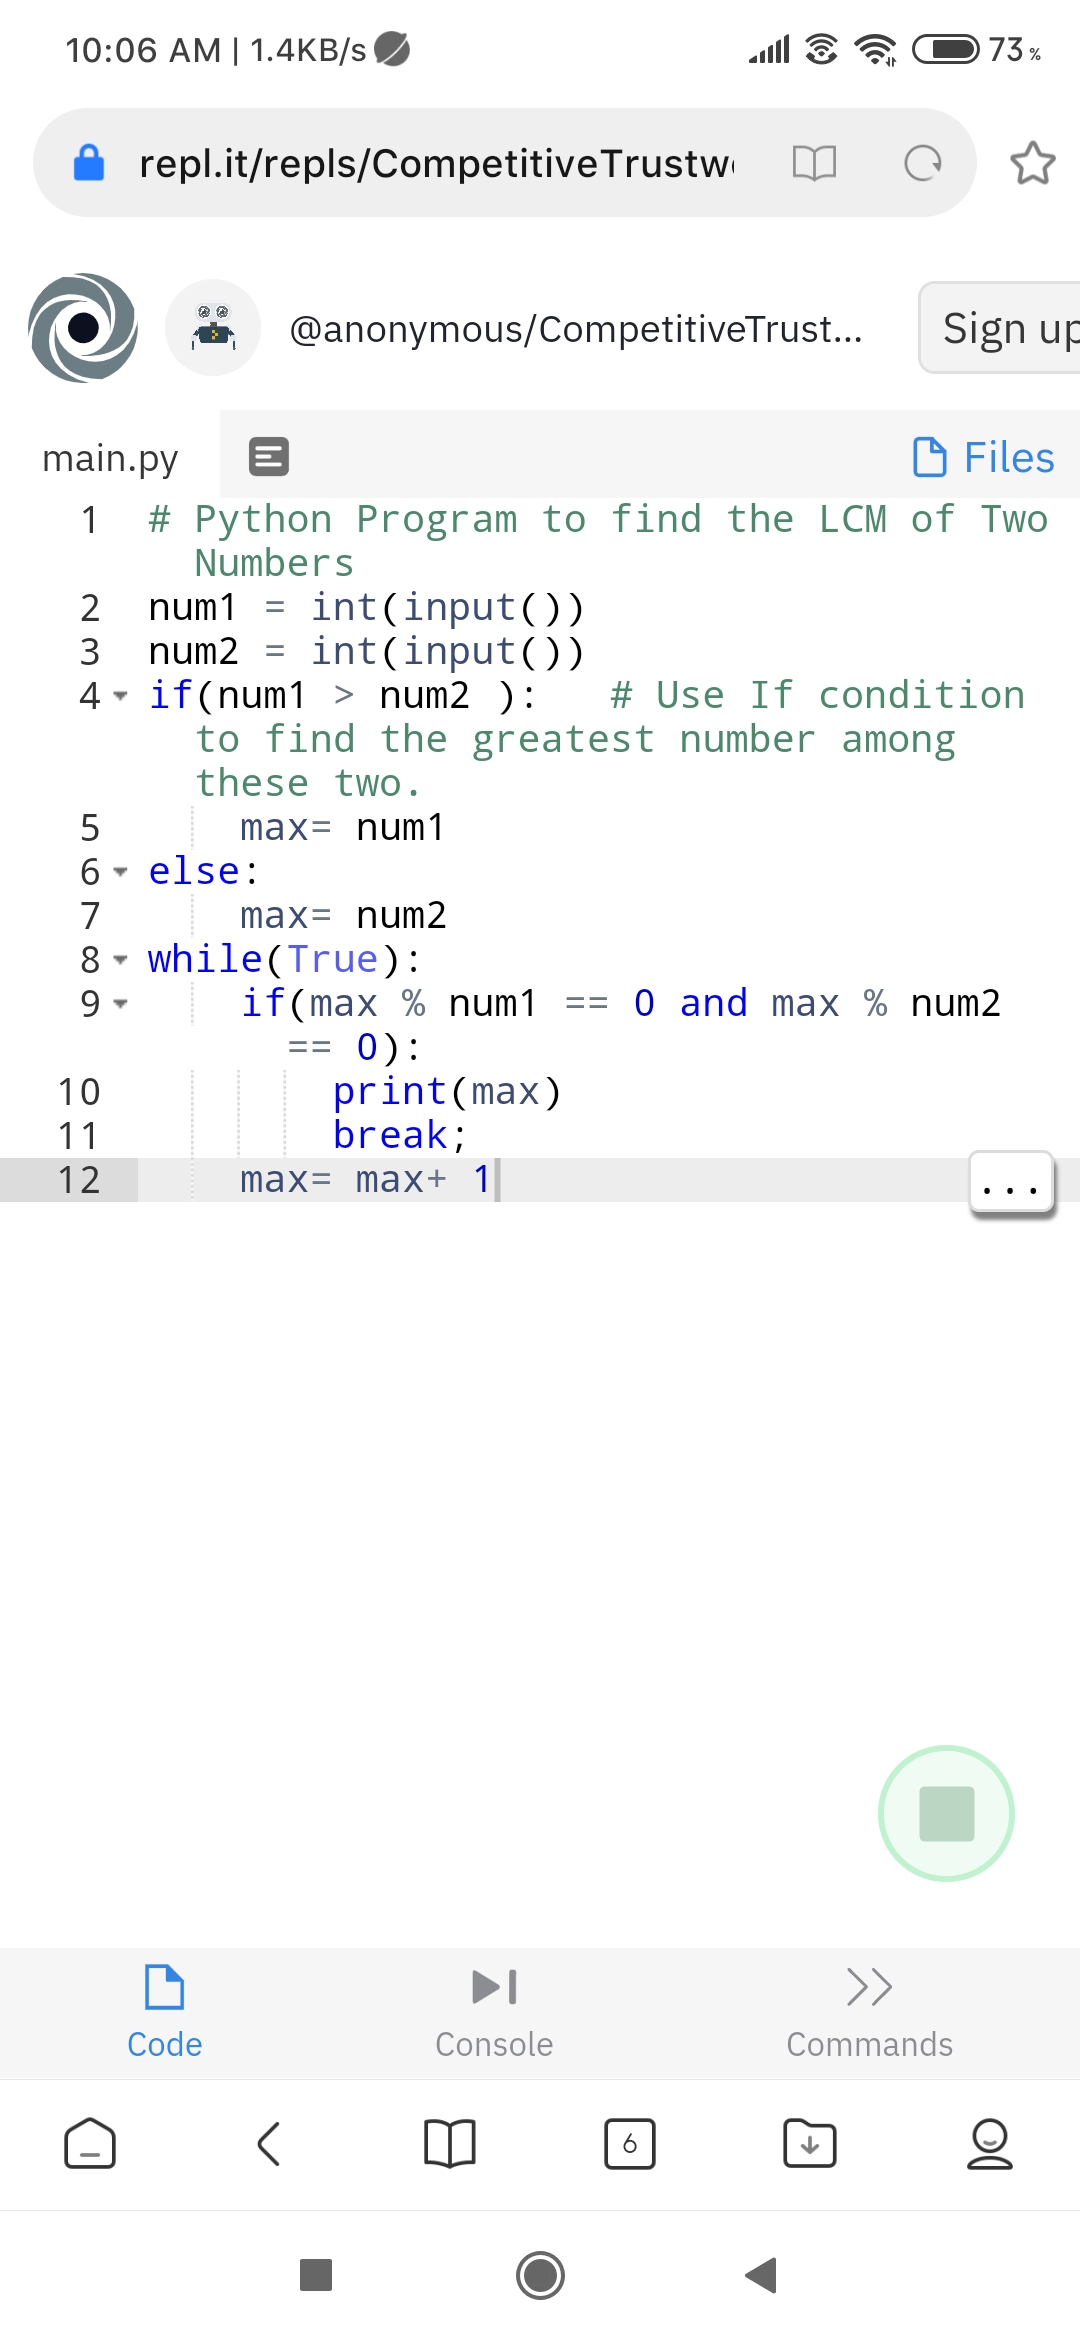 10:06 AM | 1.4KB/s 73 %
repl.it/repls/CompetitiveTrustw
@anonymous/CompetitiveTrust... Sign up
main.py Files
1 # Python Program to find the LCM of Two
Numbers
2 num1 = int(input())
3 num2 = int(input())
4 if(num1 > num2 ): # Use If condition
to find the greatest number among
these two.
5 max= num1
6 else:
7 max= num2
8 while(True):
9 if(max % num1 == 0 and max % num2
== 0):
10 print(max)
11 break;
12 max= max+ 1
...
Code Console Commands
6